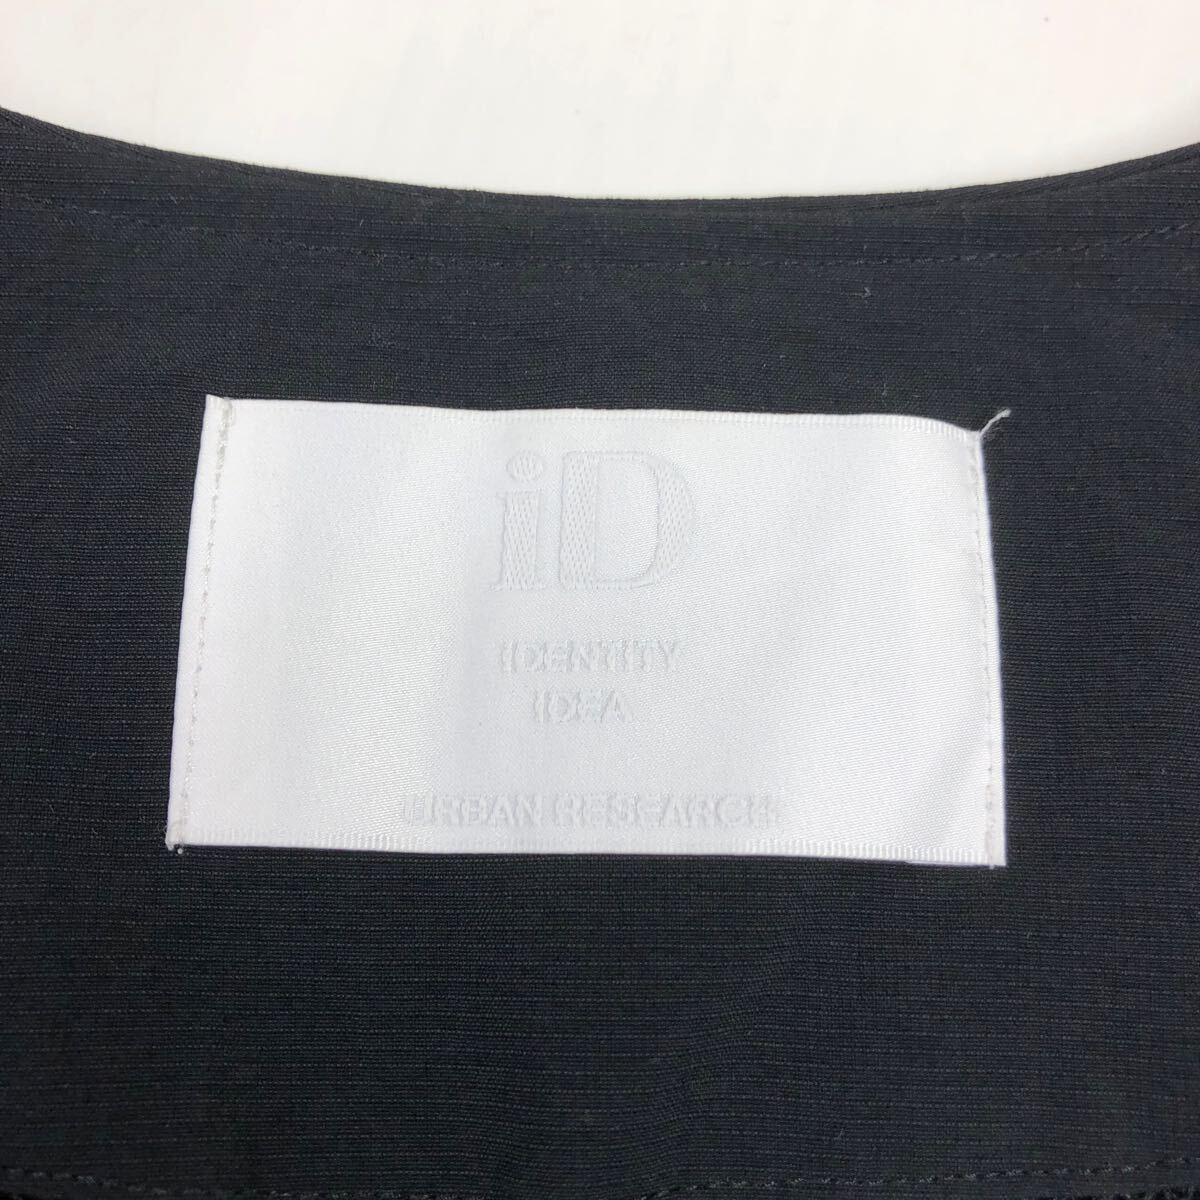 iD
IDENTITY
IDEA
URBAN RESEARCH